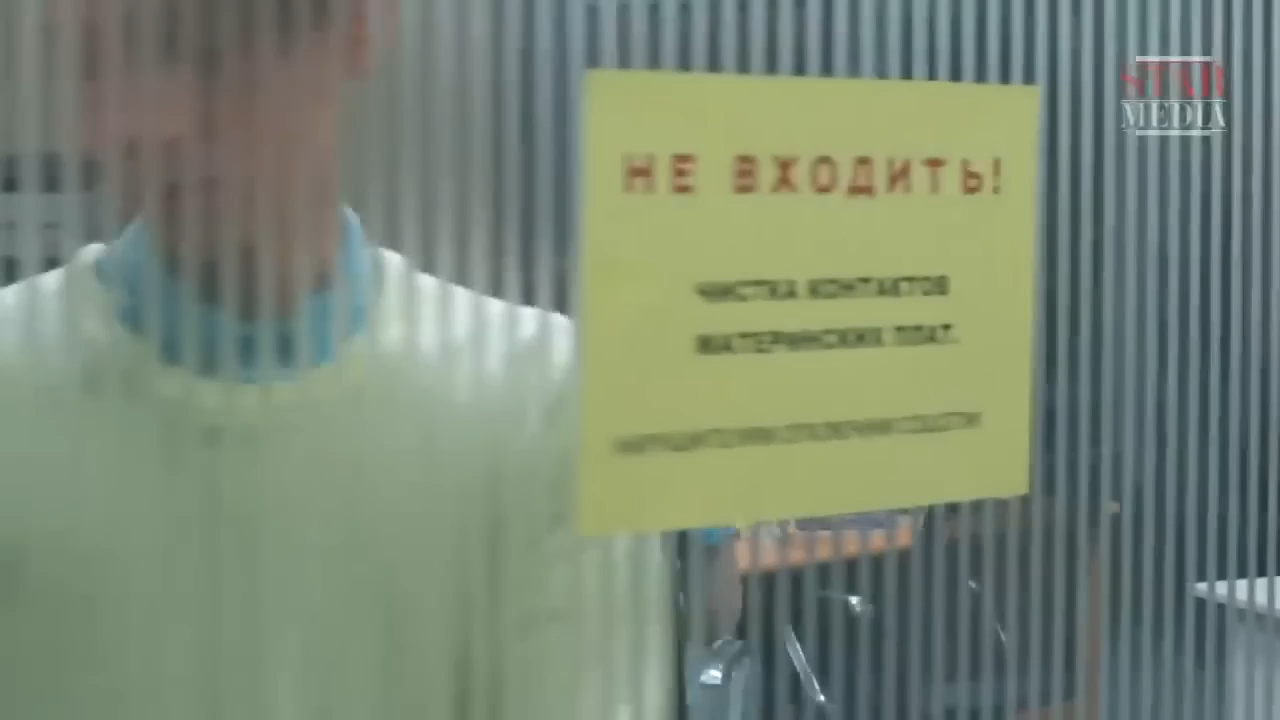 STAR
MEDIA
НЕ ВХОДИТЬ!
ЧИСТКА КОНТАКТОВ
МАТЕРИНСКИХ ПЛАТ.